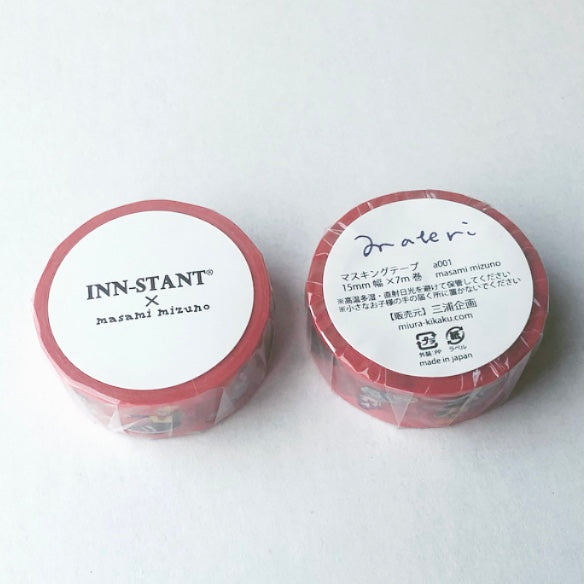 INN-STANT®
×
masami mizuno
materi
マスキングテープ a001
15mm 幅 ×7m 巻 masami mizuno
※高温多湿・直射日光を避けて保管してください
※小さなお子様の手の届く所に置かないでください
【販売元】三浦企画
miura-kikaku.com
プラ 紙
外装:PP ラベル
made in japan